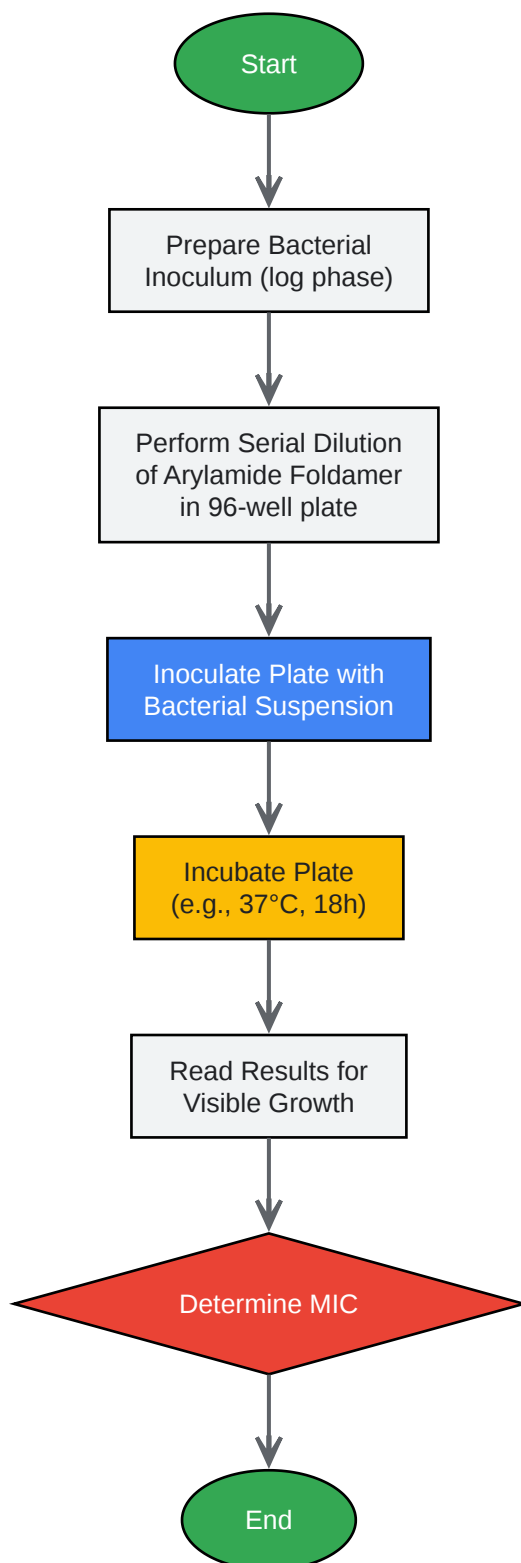 Start
Prepare Bacterial
Inoculum (log phase)
Perform Serial Dilution
of Arylamide Foldamer
in 96-well plate
Inoculate Plate with
Bacterial Suspension
Incubate Plate
(e.g., 37°C, 18h)
Read Results for
Visible Growth
Determine MIC
End